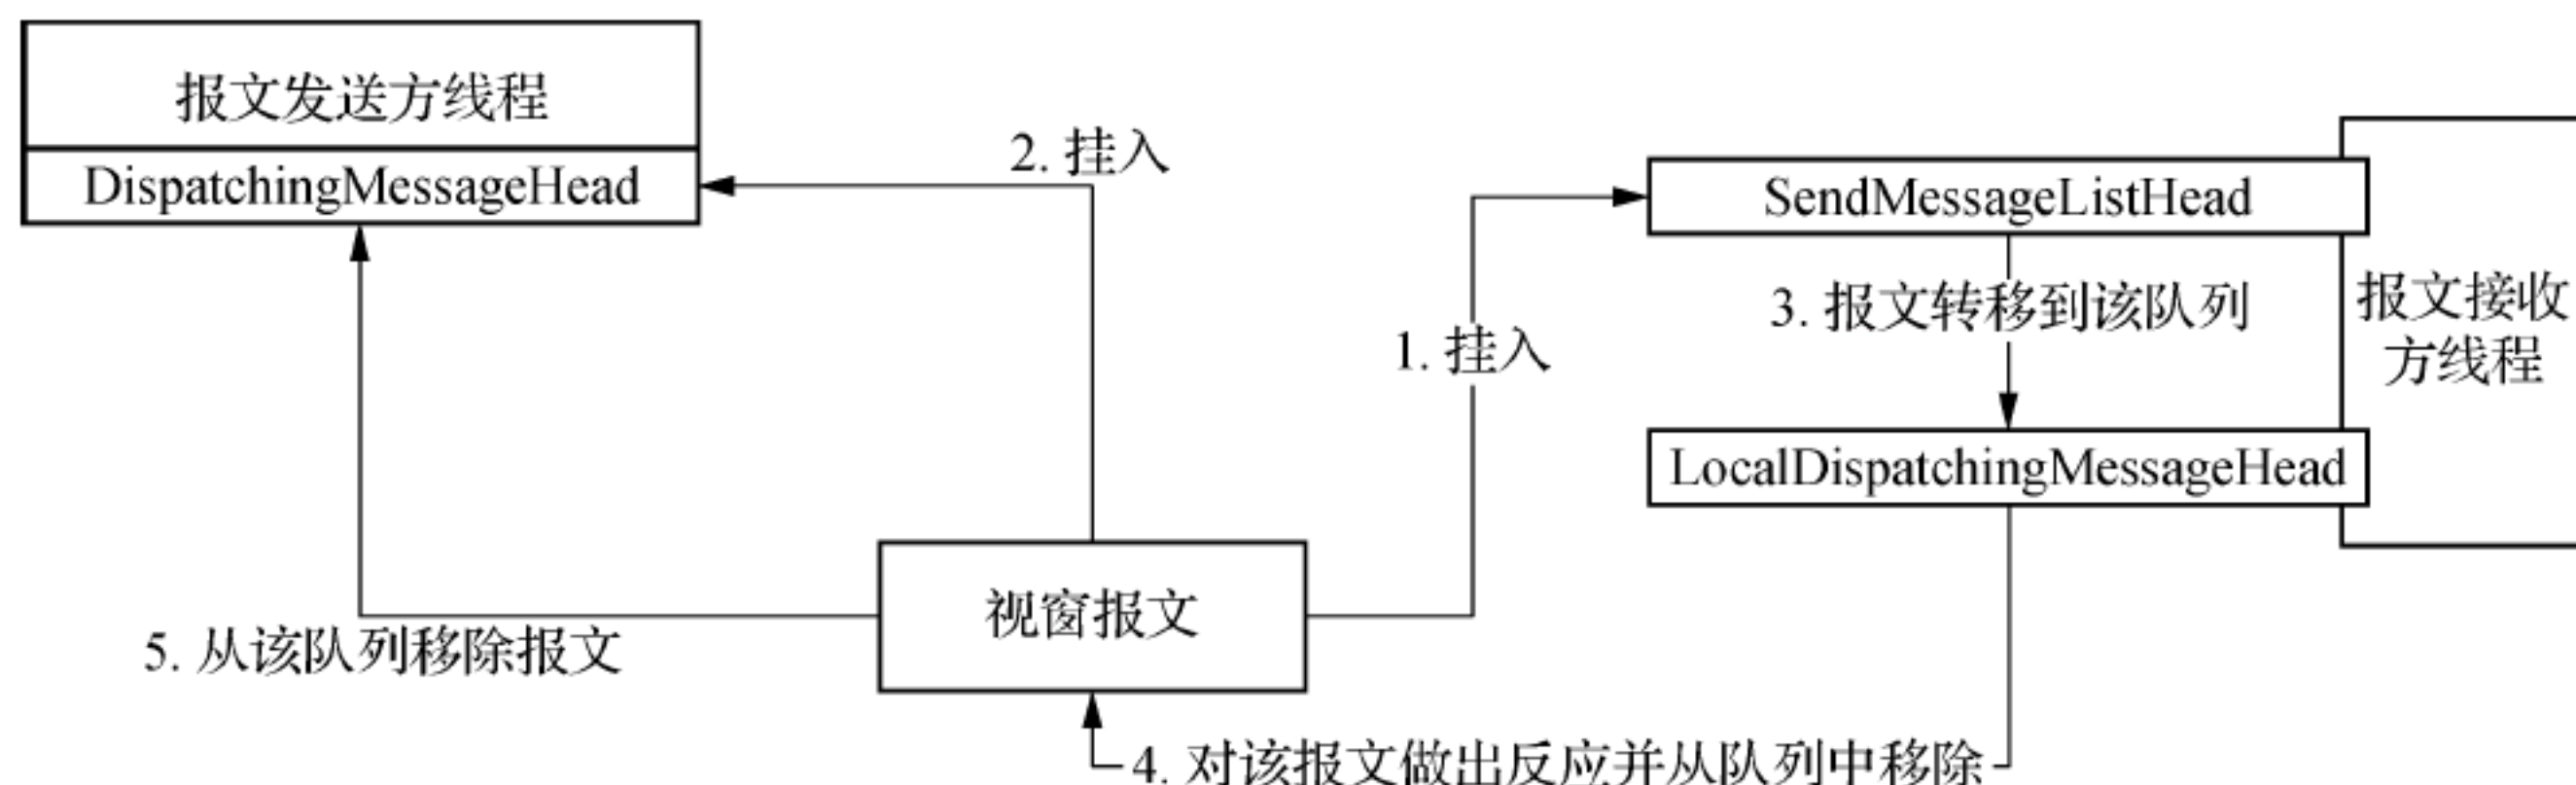 报文发送方线程
DispatchingMessageHead
2. 挂入
SendMessageListHead
3. 报文转移到该队列
1. 挂入
报文接收
方线程
LocalDispatchingMessageHead
视窗报文
5. 从该队列移除报文
4. 对该报文做出反应并从队列中移除